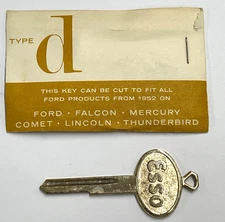 TYPE d
THIS KEY CAN BE CUT TO FIT ALL
FORD PRODUCTS FROM 1952 ON
FORD · FALCON · MERCURY
COMET · LINCOLN · THUNDERBIRD
ESSO